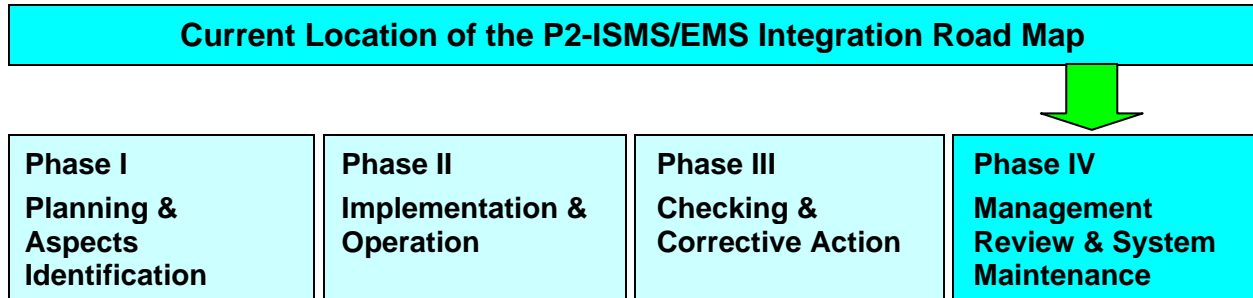 Current Location of the P2-ISMS/EMS Integration Road Map
Phase I
Planning &
Aspects
Identification
Phase II
Implementation &
Operation
Phase III
Checking &
Corrective Action
Phase IV
Management
Review & System
Maintenance